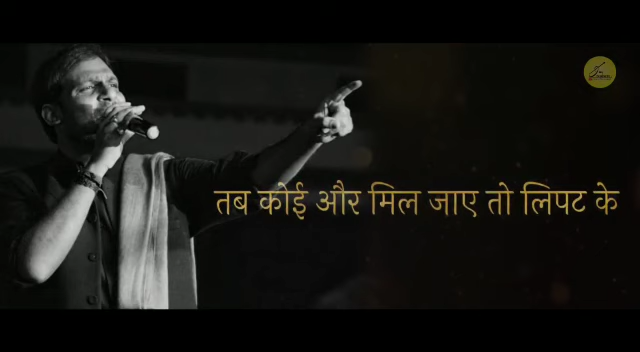 तब कोई और मिल जाए तो लिपट के